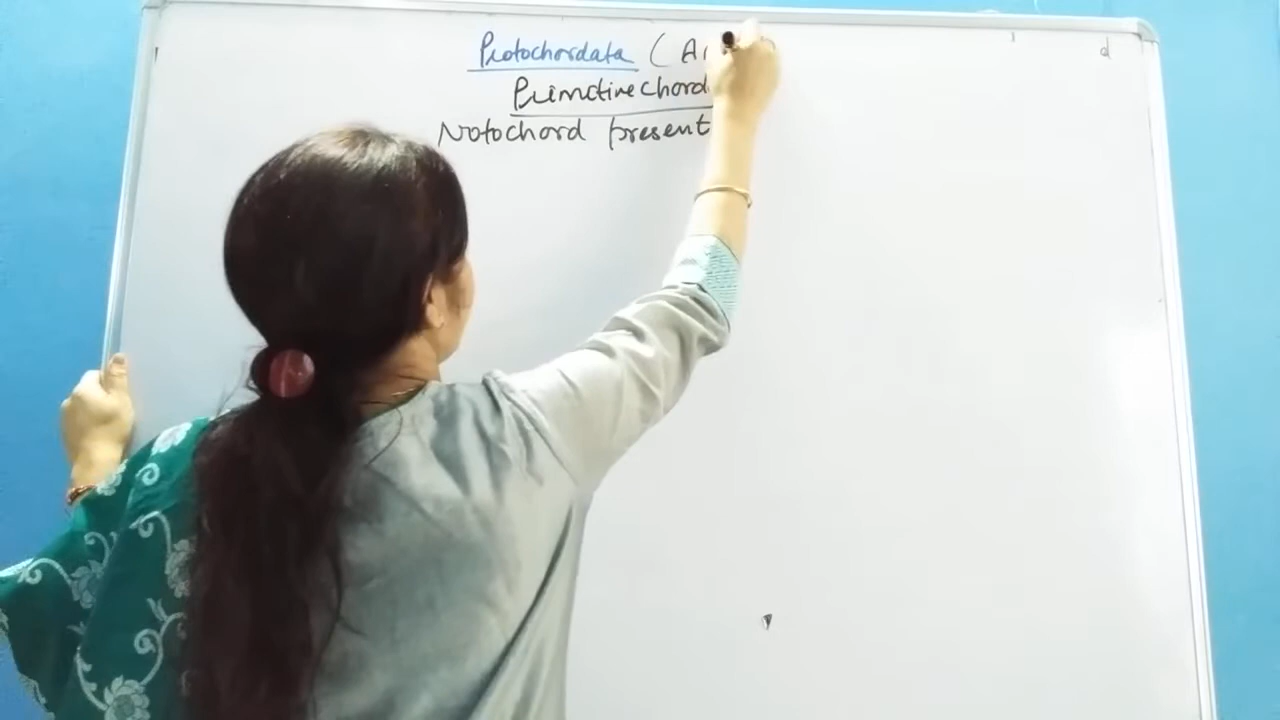 Protochordata (A
Primitive chord
Notochord present
d